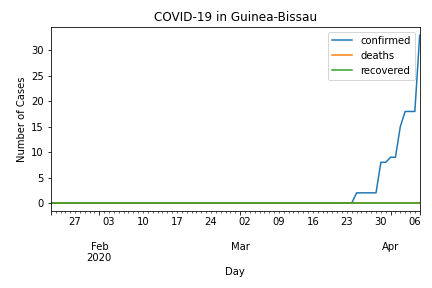 COVID-19 in Guinea-Bissau
confirmed
deaths
recovered
Number of Cases
30
25
20
15
10
5
0
27 03 10 17 24 02 09 16 23 30 06
Feb Mar Apr
2020
Day